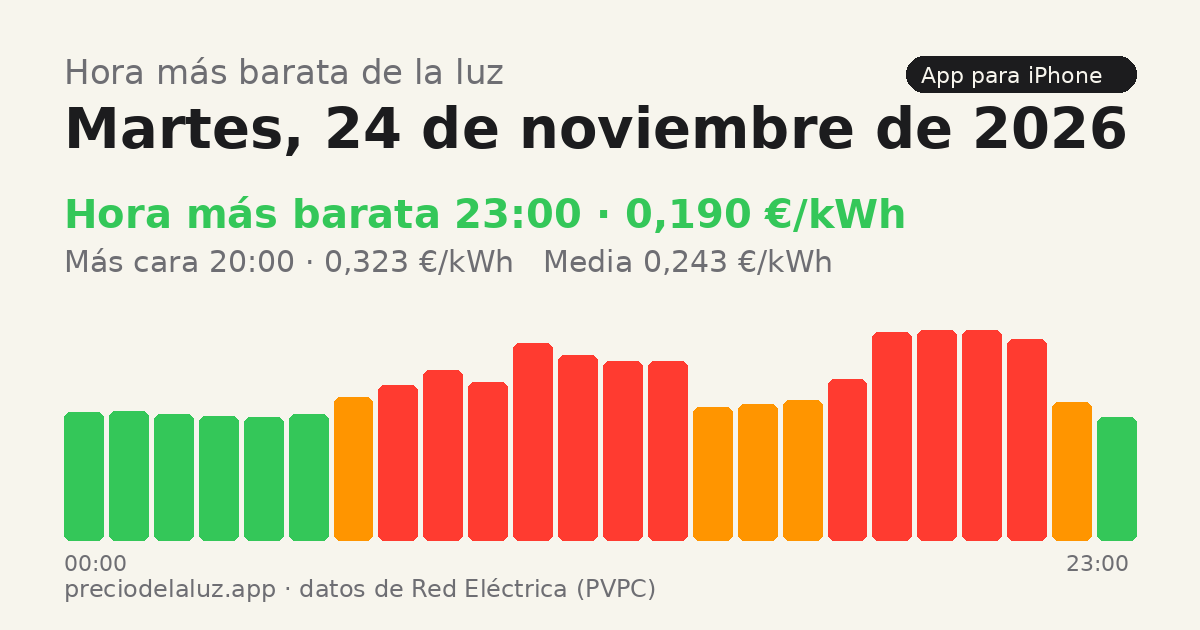 Hora más barata de la luz
App para iPhone
Martes, 24 de noviembre de 2026
Hora más barata 23:00 · 0,190 €/kWh
Más cara 20:00 · 0,323 €/kWh   Media 0,243 €/kWh
00:00
23:00
preciodelaluz.app · datos de Red Eléctrica (PVPC)